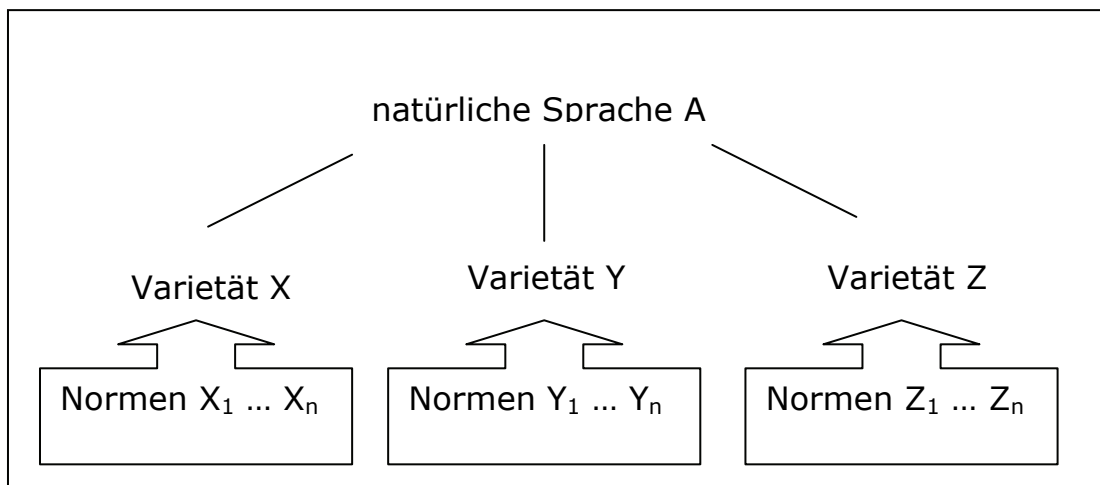 natürliche Sprache A
Varietät X
Varietät Y
Varietät Z
Normen X₁ … Xₙ
Normen Y₁ … Yₙ
Normen Z₁ … Zₙ